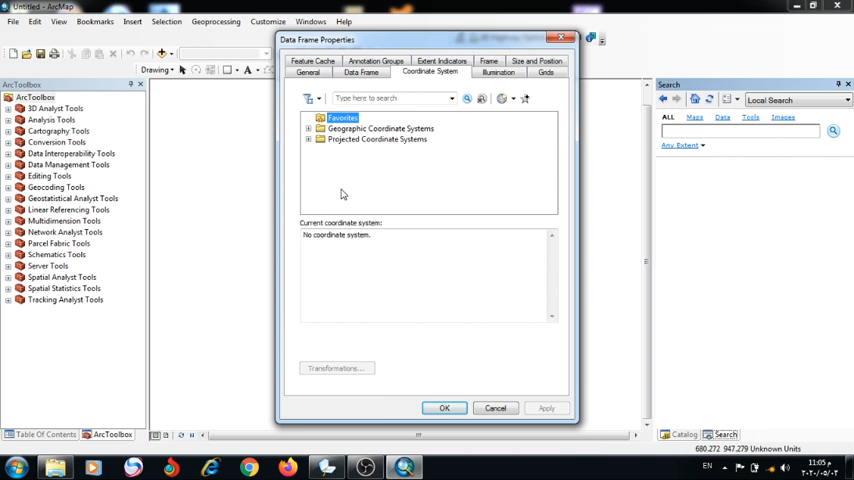 Untitled - ArcMap
File Edit View Bookmarks Insert Selection Geoprocessing Customize Windows Help
Drawing
ArcToolbox
ArcToolbox
3D Analyst Tools
Analysis Tools
Cartography Tools
Conversion Tools
Data Interoperability Tools
Data Management Tools
Editing Tools
Geocoding Tools
Geostatistical Analyst Tools
Linear Referencing Tools
Multidimension Tools
Network Analyst Tools
Parcel Fabric Tools
Schematics Tools
Server Tools
Spatial Analyst Tools
Spatial Statistics Tools
Tracking Analyst Tools
Table Of Contents ArcToolbox
Data Frame Properties
Feature Cache Annotation Groups Extent Indicators Frame Size and Position
General Data Frame Coordinate System Illumination Grids
Type here to search
Favorites
Geographic Coordinate Systems
Projected Coordinate Systems
Current coordinate system:
No coordinate system.
Transformations...
OK Cancel Apply
Search
Local Search
ALL Maps Data Tools Images
Any Extent
Catalog Search
680.272 947.279 Unknown Units
EN
11:05 م
٢٠٢٠/٠٥/٠٢